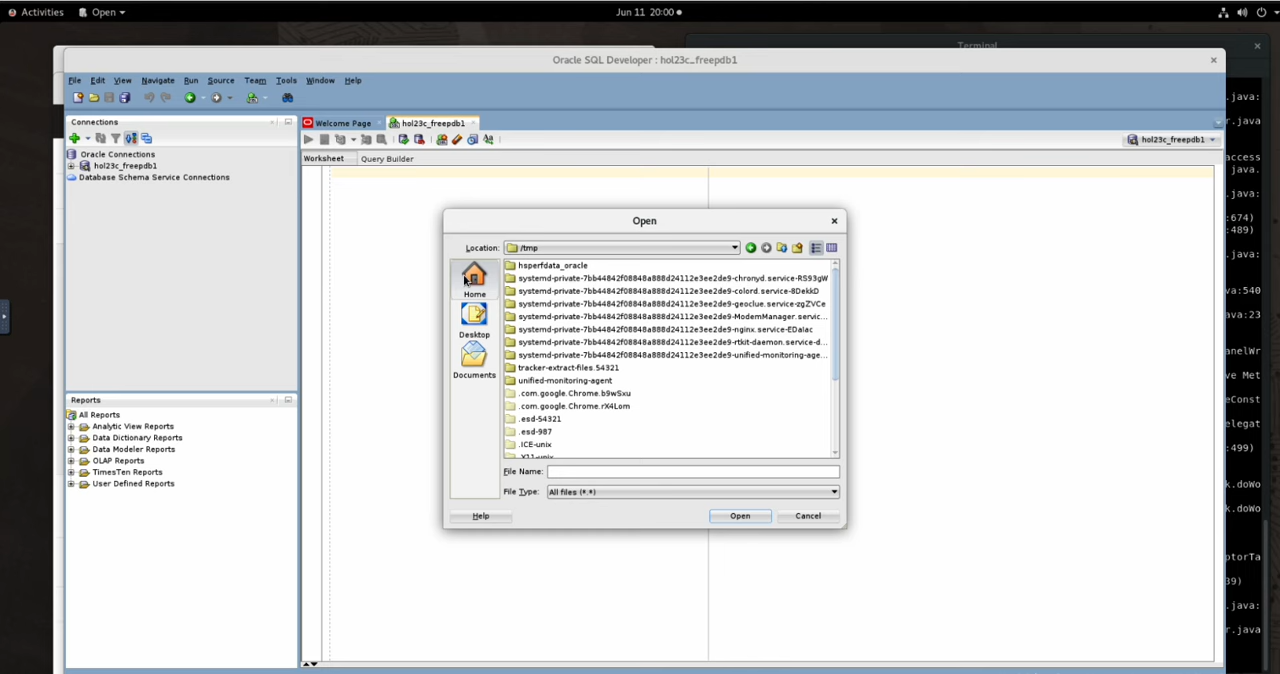 Activities
Open
Jun 11 20:00
Terminal
Oracle SQL Developer : hol23c_freepdb1
File Edit View Navigate Run Source Team Tools Window Help
Connections
Welcome Page
hol23c_freepdb1
hol23c_freepdb1
Oracle Connections
hol23c_freepdb1
Database Schema Service Connections
Worksheet Query Builder
Open
Location: /tmp
Home
Desktop
Documents
hsperfdata_oracle
systemd-private-7bb44842f08848a888d24112e3ee2de9-chronyd.service-RS93gW
systemd-private-7bb44842f08848a888d24112e3ee2de9-colord.service-8DekkD
systemd-private-7bb44842f08848a888d24112e3ee2de9-geoclue.service-zgZVCe
systemd-private-7bb44842f08848a888d24112e3ee2de9-ModemManager.servic...
systemd-private-7bb44842f08848a888d24112e3ee2de9-nginx.service-EDalac
systemd-private-7bb44842f08848a888d24112e3ee2de9-rtkit-daemon.service-d...
systemd-private-7bb44842f08848a888d24112e3ee2de9-unified-monitoring-age...
tracker-extract-files.54321
unified-monitoring-agent
.com.google.Chrome.b9wSxu
.com.google.Chrome.rX4Lom
.esd-54321
.esd-987
.ICE-unix
.X11-unix
File Name:
File Type: All files (*.*)
Help Open Cancel
Reports
All Reports
Analytic View Reports
Data Dictionary Reports
Data Modeler Reports
OLAP Reports
TimesTen Reports
User Defined Reports
.java:
r.java
access
java.
.java:
:674)
:489)
.java:
va:540
ava:23
anelWr
ve Met
eConst
elegat
:499)
k.doWo
k.doWo
ptorTa
39)
.java:
r.java